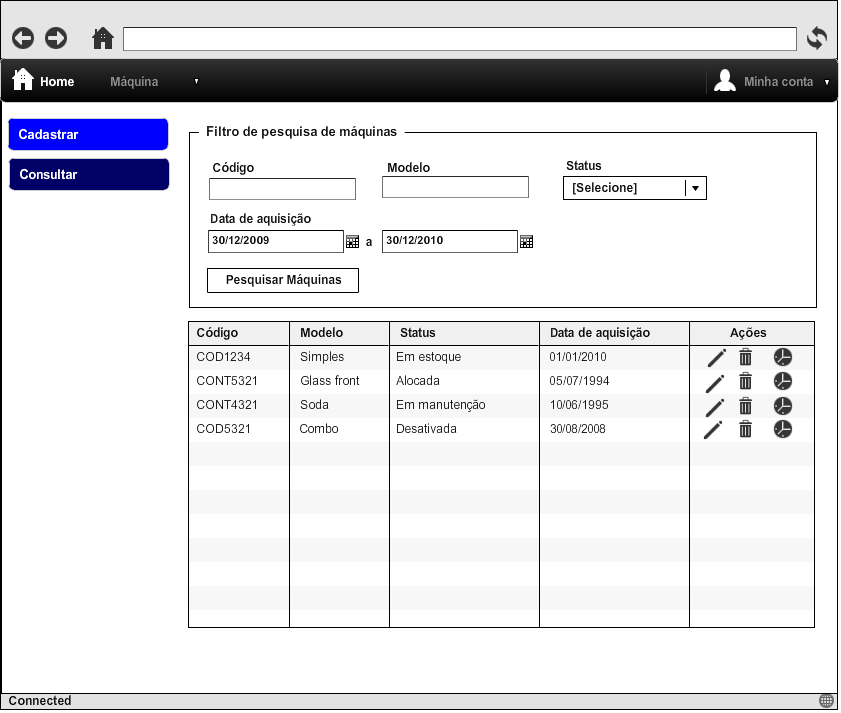 Home Máquina Minha conta
Cadastrar
Consultar
Filtro de pesquisa de máquinas
Código Modelo Status
[Selecione]
Data de aquisição
30/12/2009 a 30/12/2010
Pesquisar Máquinas
Código Modelo Status Data de aquisição Ações
COD1234 Simples Em estoque 01/01/2010
CONT5321 Glass front Alocada 05/07/1994
CONT4321 Soda Em manutenção 10/06/1995
COD5321 Combo Desativada 30/08/2008
Connected